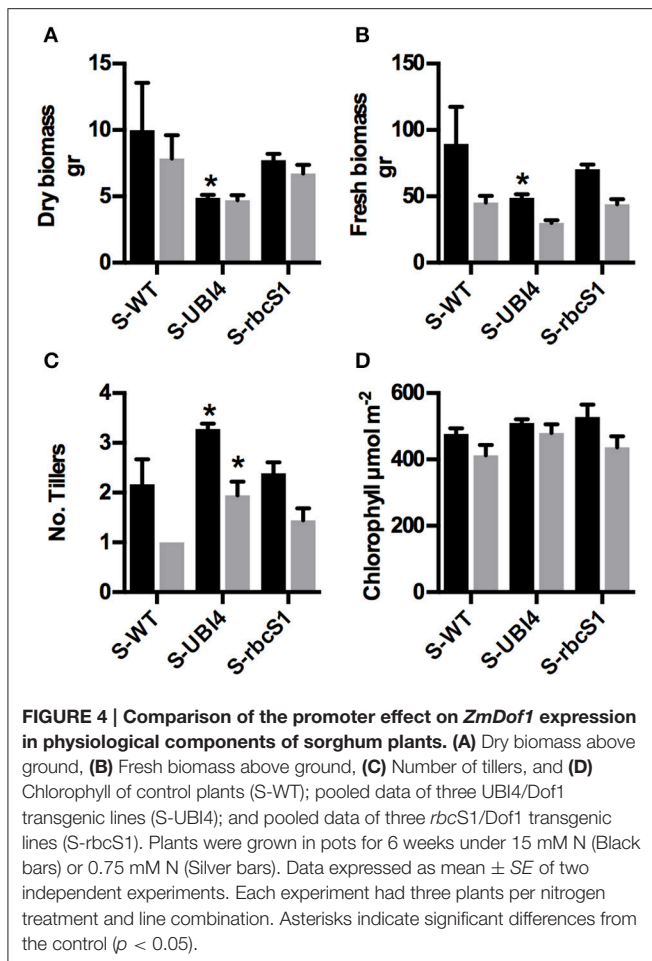 A
Dry biomass
gr
15
10
5
0
S-WT
S-UBI4
S-rbcS1
*
B
Fresh biomass
gr
150
100
50
0
S-WT
S-UBI4
S-rbcS1
*
C
No. Tillers
4
3
2
1
0
S-WT
S-UBI4
S-rbcS1
*
*
D
Chlorophyll µmol m⁻²
600
400
200
0
S-WT
S-UBI4
S-rbcS1
FIGURE 4 | Comparison of the promoter effect on ZmDof1 expression
in physiological components of sorghum plants. (A) Dry biomass above
ground, (B) Fresh biomass above ground, (C) Number of tillers, and (D)
Chlorophyll of control plants (S-WT); pooled data of three UBI4/Dof1
transgenic lines (S-UBI4); and pooled data of three rbcS1/Dof1 transgenic
lines (S-rbcS1). Plants were grown in pots for 6 weeks under 15 mM N (Black
bars) or 0.75 mM N (Silver bars). Data expressed as mean ± SE of two
independent experiments. Each experiment had three plants per nitrogen
treatment and line combination. Asterisks indicate significant differences from
the control (p < 0.05).